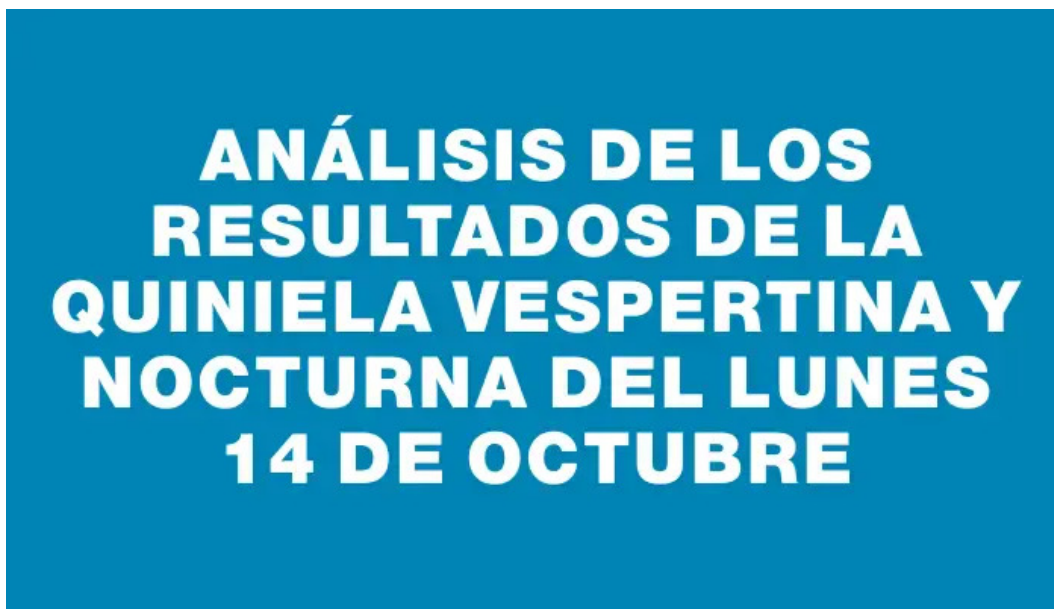 ANÁLISIS DE LOS
RESULTADOS DE LA
QUINIELA VESPERTINA Y
NOCTURNA DEL LUNES
14 DE OCTUBRE